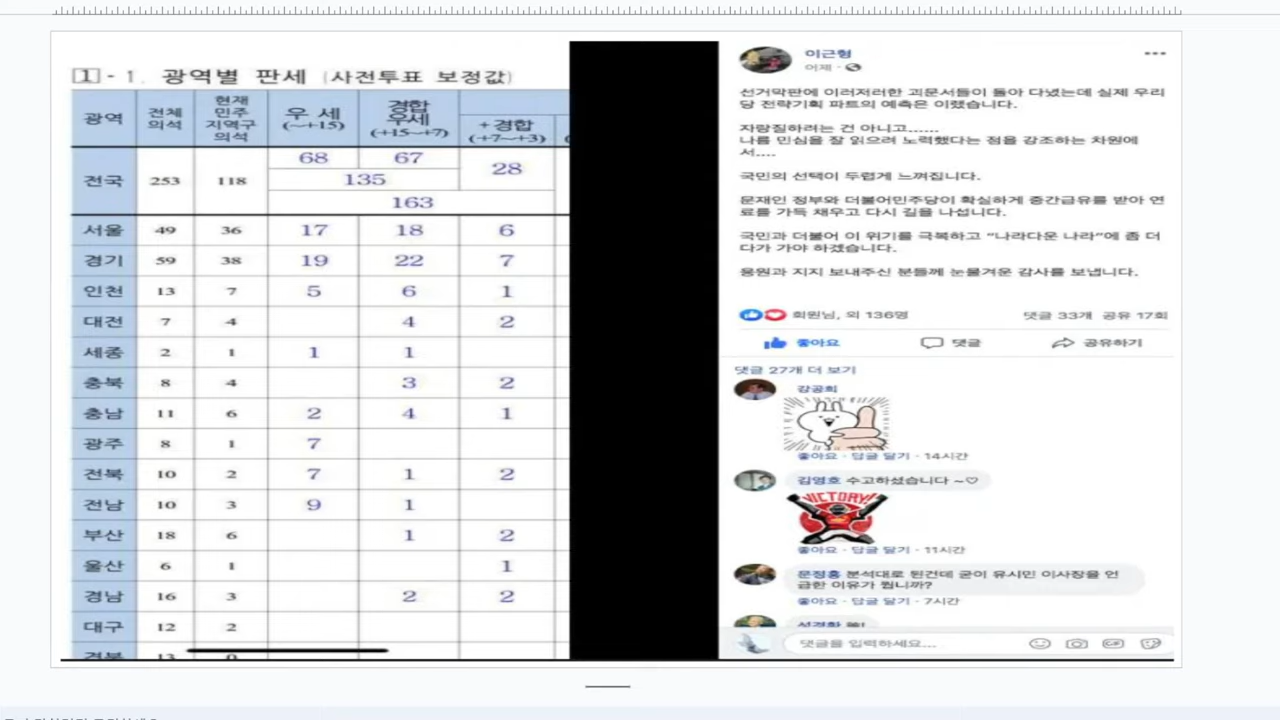 1 - 1. 광역별 판세 (사전투표 보정값)
광역 전체 의석 현재 민주 지역구 의석 우 세 (~+15) 경합 우세 (+15~+7) +경합 (+7~+3)
전국 253 118 68 67 28
135
163
서울 49 36 17 18 6
경기 59 38 19 22 7
인천 13 7 5 6 1
대전 7 4 4 2
세종 2 1 1 1
충북 8 4 3 2
충남 11 6 2 4 1
광주 8 1 7
전북 10 2 7 1 2
전남 10 3 9 1
부산 18 6 1 2
울산 6 1 1
경남 16 3 2 2
대구 12 2
경북 13 0
이근형
어제 ·
선거막판에 이러저러한 괴문서들이 돌아 다녔는데 실제 우리
당 전략기획 파트의 예측은 이랬습니다.
자랑질하려는 건 아니고......
나름 민심을 잘 읽으려 노력했다는 점을 강조하는 차원에
서....
국민의 선택이 두렵게 느껴집니다.
문재인 정부와 더불어민주당이 확실하게 중간급유를 받아 연
료를 가득 채우고 다시 길을 나섭니다.
국민과 더불어 이 위기를 극복하고 “나라다운 나라”에 좀 더
다가 가야 하겠습니다.
응원과 지지 보내주신 분들께 눈물겨운 감사를 보냅니다.
회원님, 외 136명 댓글 33개 공유 17회
좋아요 댓글 공유하기
댓글 27개 더 보기
강공희
좋아요 · 답글 달기 · 14시간
김영호 수고하셨습니다 ~♡
VICTORY!
좋아요 · 답글 달기 · 11시간
문정홍 분석대로 된건데 굳이 유시민 이사장을 언
급한 이유가 뭡니까?
좋아요 · 답글 달기 · 7시간
댓글을 입력하세요...
GIF